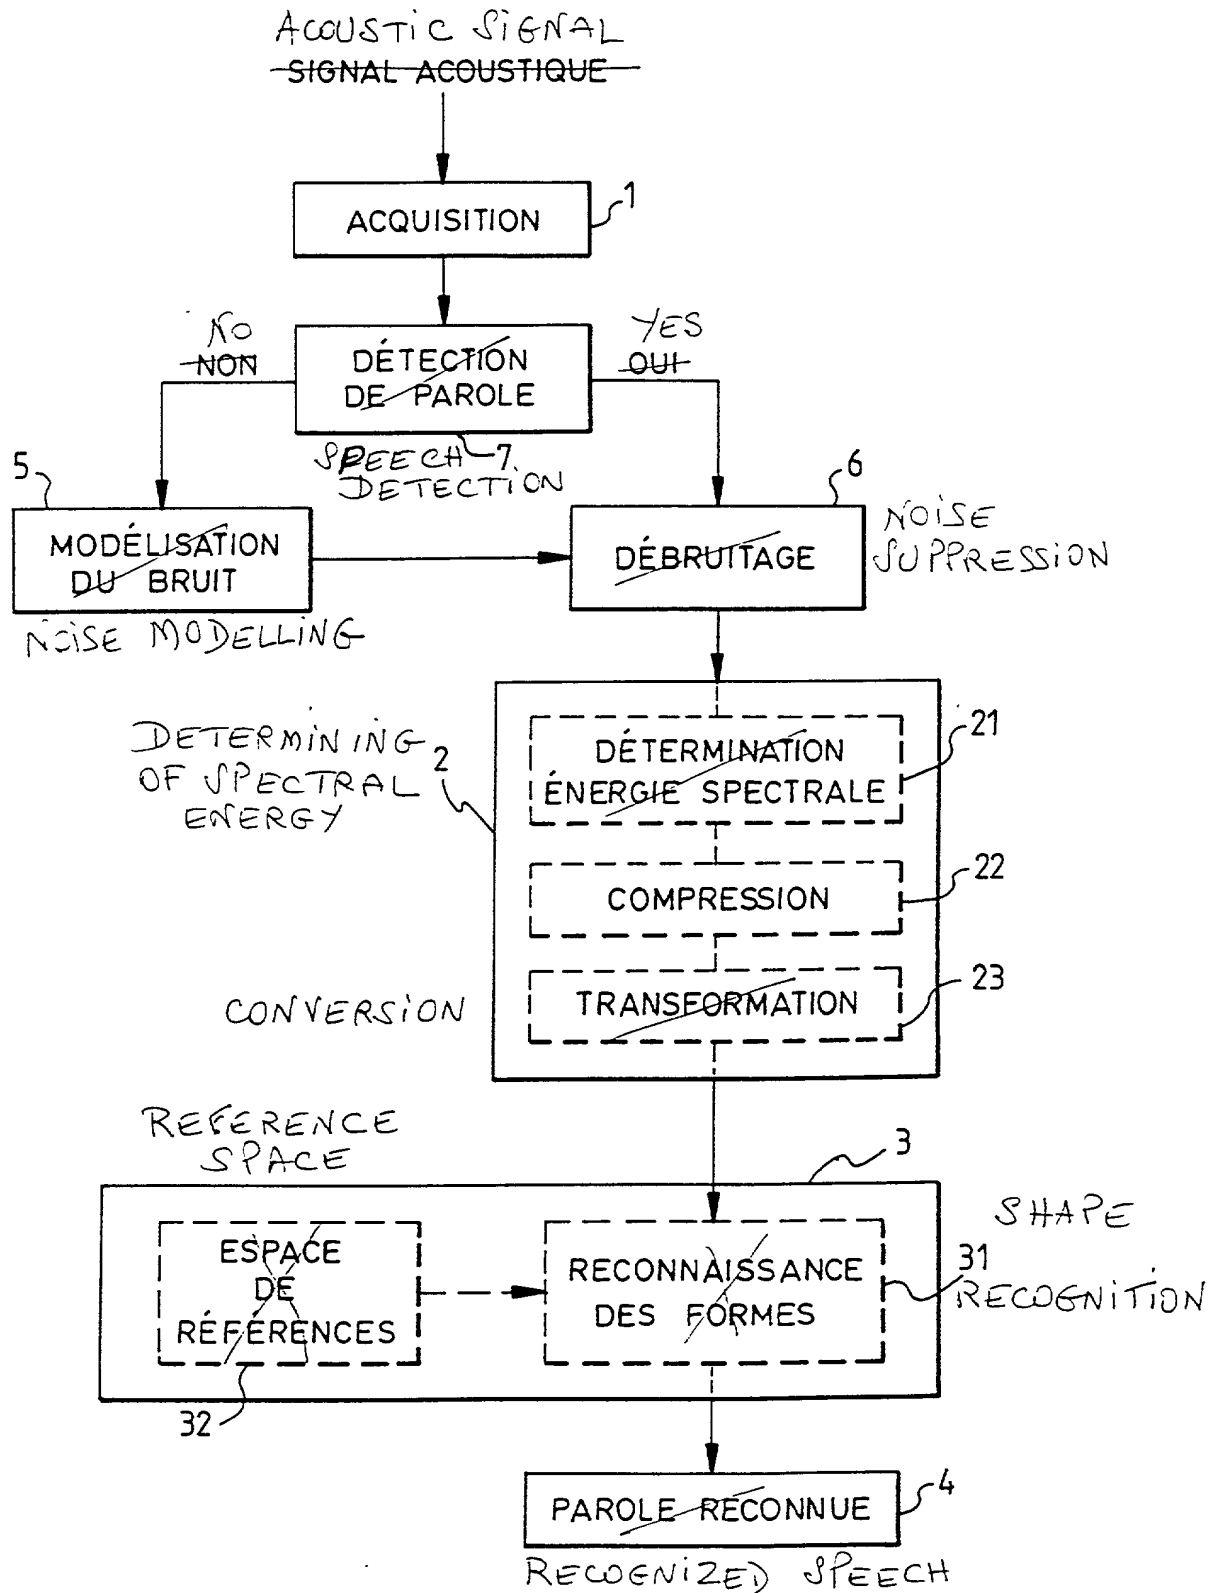 ACOUSTIC SIGNAL
SIGNAL ACOUSTIQUE
1
ACQUISITION
NO
NON
YES
OUI
DÉTECTION
DE PAROLE
7
SPEECH
DETECTION
5
MODÉLISATION
DU BRUIT
NOISE MODELLING
6
DÉBRUITAGE
NOISE
SUPPRESSION
DETERMINING
OF SPECTRAL
ENERGY
2
21
DÉTERMINATION
ÉNERGIE SPECTRALE
22
COMPRESSION
23
TRANSFORMATION
CONVERSION
REFERENCE
SPACE
3
ESPACE
DE
RÉFÉRENCES
32
RECONNAISSANCE
DES FORMES
SHAPE
31
RECOGNITION
4
PAROLE RECONNUE
RECOGNIZED SPEECH